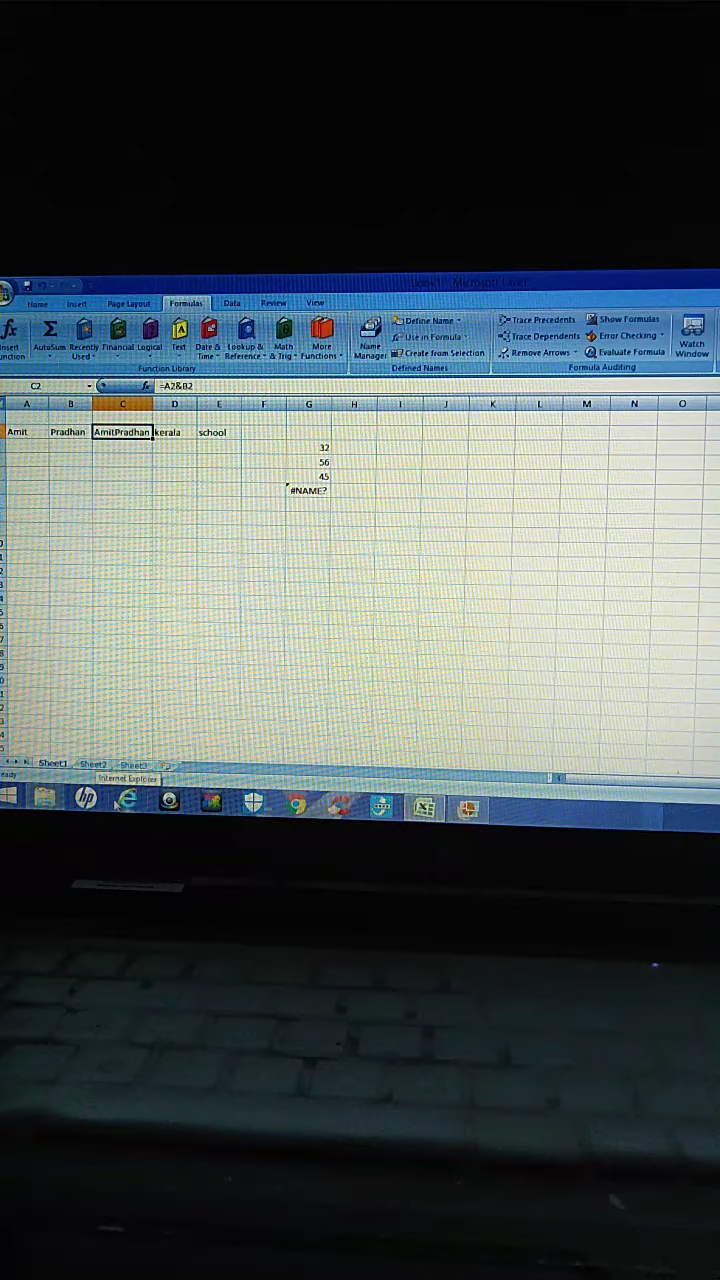 Home Insert Page Layout Formulas Data Review View
fx Σ AutoSum Recently Used Financial Logical Text Date & Time Lookup & Reference Math & Trig More Functions
Function Library
Name Manager Define Name Use in Formula Create from Selection
Defined Names
Trace Precedents Show Formulas
Trace Dependents Error Checking
Remove Arrows Evaluate Formula
Watch Window
Formula Auditing
C2 fx =A2&B2
A B C D E F G H I J K L M N O
Amit Pradhan AmitPradhan kerala school
32
56
45
#NAME?
Sheet1 Sheet2 Sheet3
Internet Explorer
hp